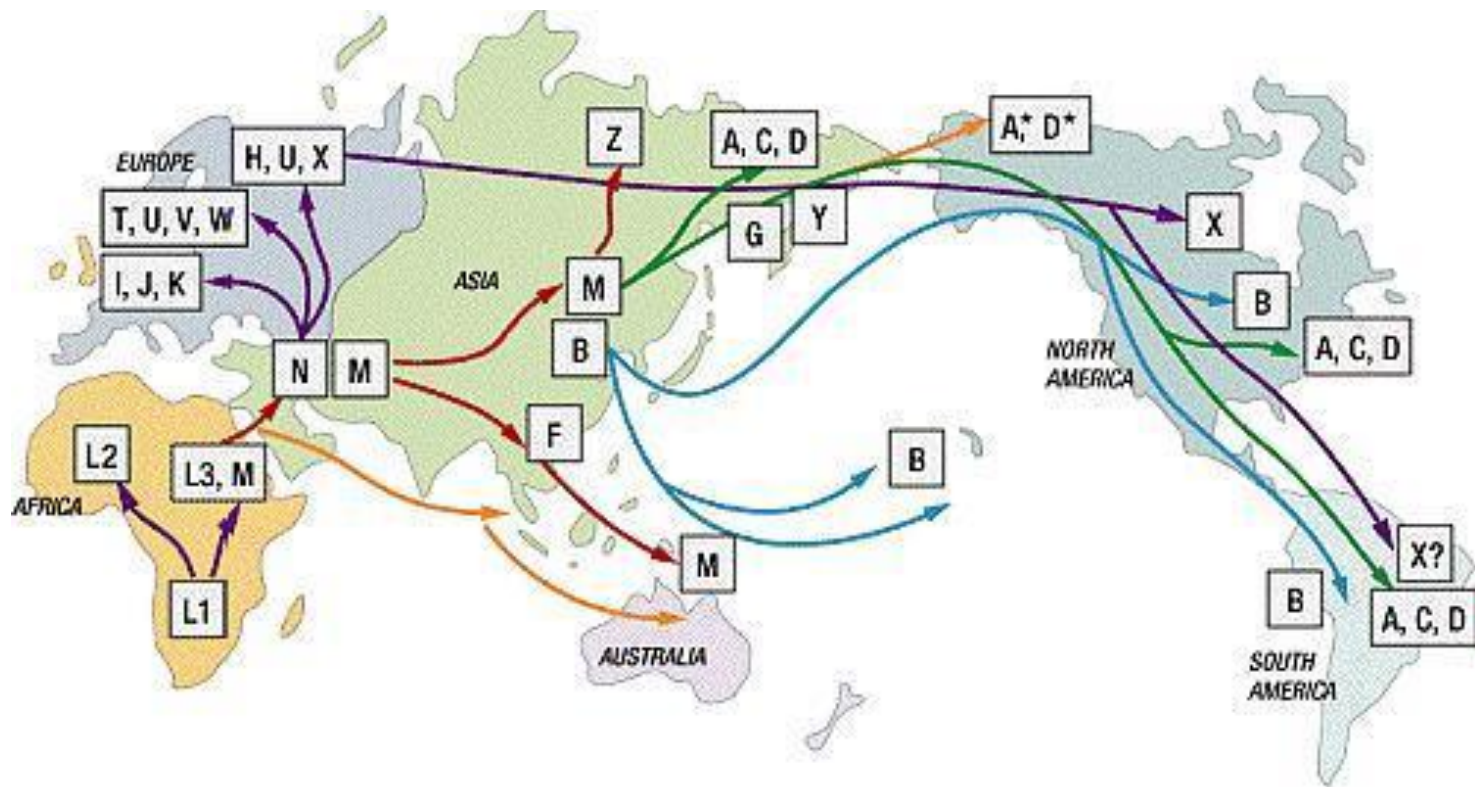 EUROPE
H, U, X
T, U, V, W
I, J, K
Z
A, C, D
A,* D*
G
Y
X
ASIA
M
B
B
N
M
NORTH
AMERICA
A, C, D
F
B
L2
L3, M
AFRICA
L1
M
AUSTRALIA
X?
B
A, C, D
SOUTH
AMERICA